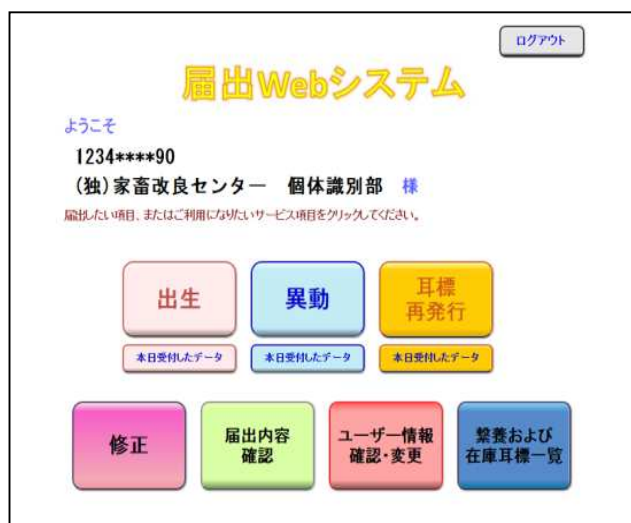 ログアウト
届出Webシステム
ようこそ
1234****90
(独)家畜改良センター 個体識別部 様
届出したい項目、またはご利用になりたいサービス項目をクリックしてください。
出生
異動
耳標
再発行
本日受付したデータ
本日受付したデータ
本日受付したデータ
修正
届出内容
確認
ユーザー情報
確認・変更
繋養および
在庫耳標一覧